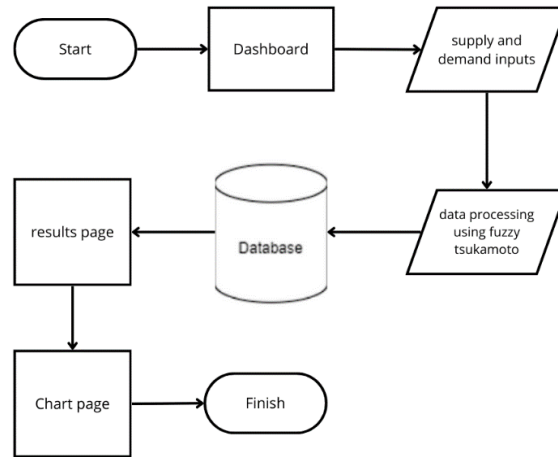 Start
Dashboard
supply and
demand inputs
data processing
using fuzzy
tsukamoto
Database
results page
Chart page
Finish